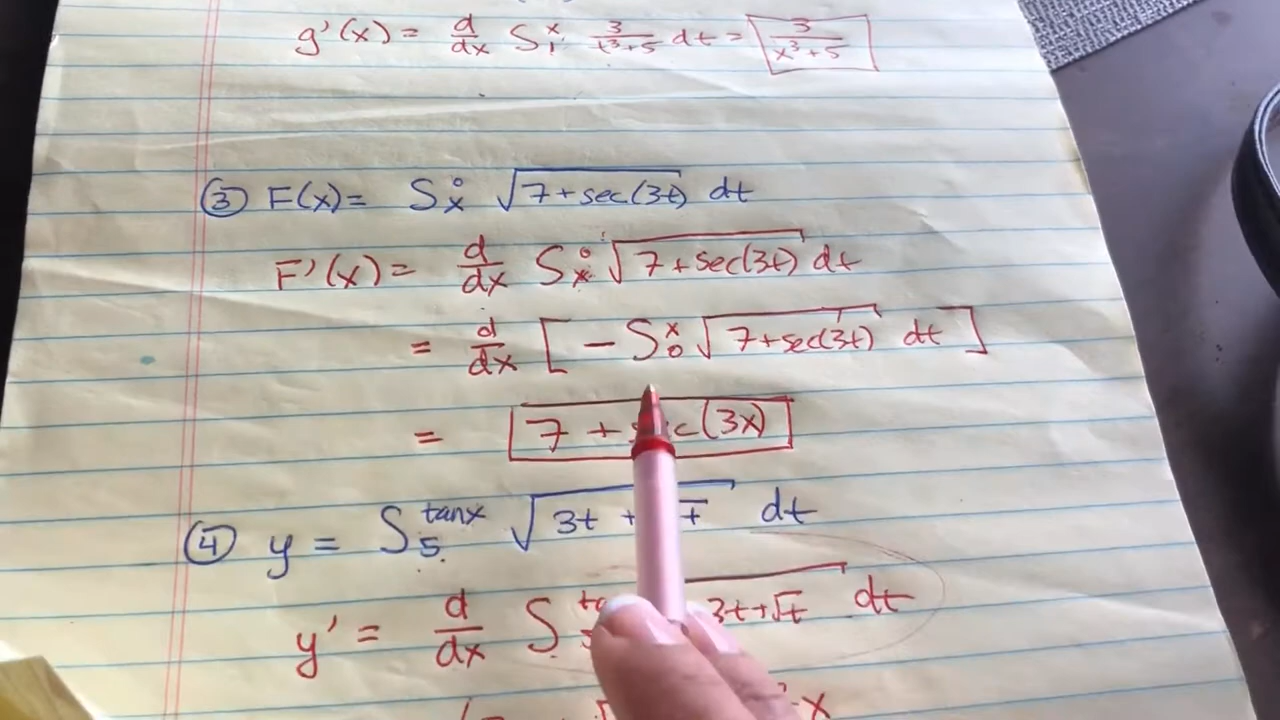 g'(x) = d/dx ∫₁ˣ 3/(t³+5) dt = 3/(x³+5)
③ F(x) = ∫ₓ⁰ √(7+sec(3t)) dt
F'(x) = d/dx ∫ₓ⁰ √(7+sec(3t)) dt
= d/dx [ - ∫₀ˣ √(7+sec(3t)) dt ]
= 7 + c(3x)
④ y = ∫₅^tanx √(3t + dt
y' = d/dx ∫ 3t+√t dt
x